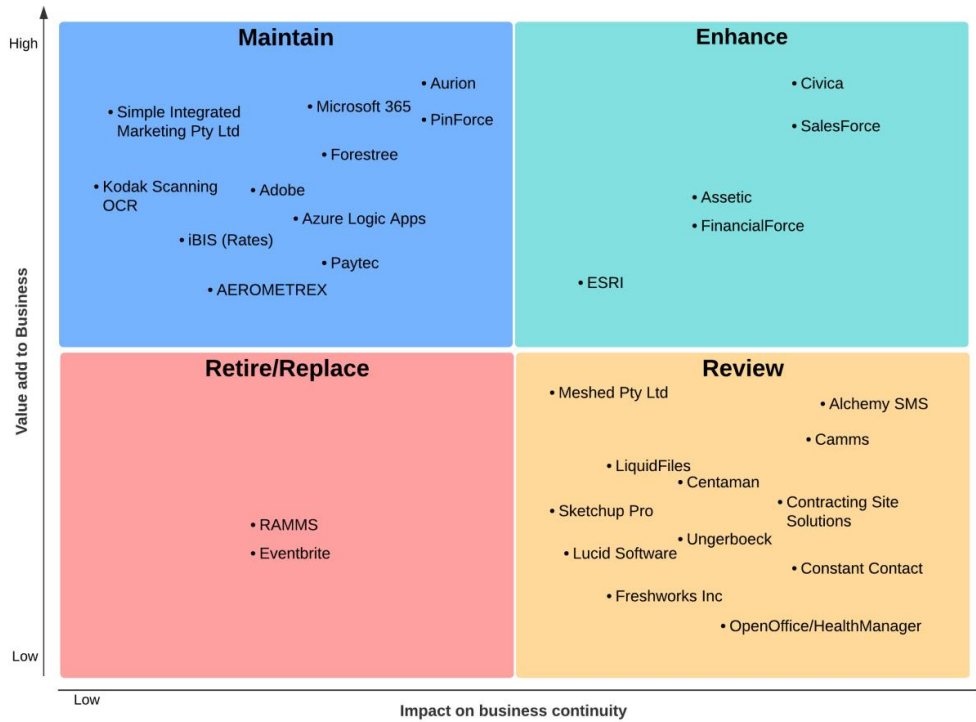 High
Maintain
• Aurion
• Microsoft 365
• Simple Integrated
Marketing Pty Ltd
• PinForce
• Forestree
• Kodak Scanning
OCR
• Adobe
• Azure Logic Apps
• iBIS (Rates)
• Paytec
• AEROMETREX
Enhance
• Civica
• SalesForce
• Assetic
• FinancialForce
• ESRI
Value add to Business
Retire/Replace
• RAMMS
• Eventbrite
Review
• Meshed Pty Ltd
• Alchemy SMS
• Camms
• LiquidFiles
• Centaman
• Contracting Site
Solutions
• Sketchup Pro
• Ungerboeck
• Lucid Software
• Constant Contact
• Freshworks Inc
• OpenOffice/HealthManager
Low
Low
Impact on business continuity